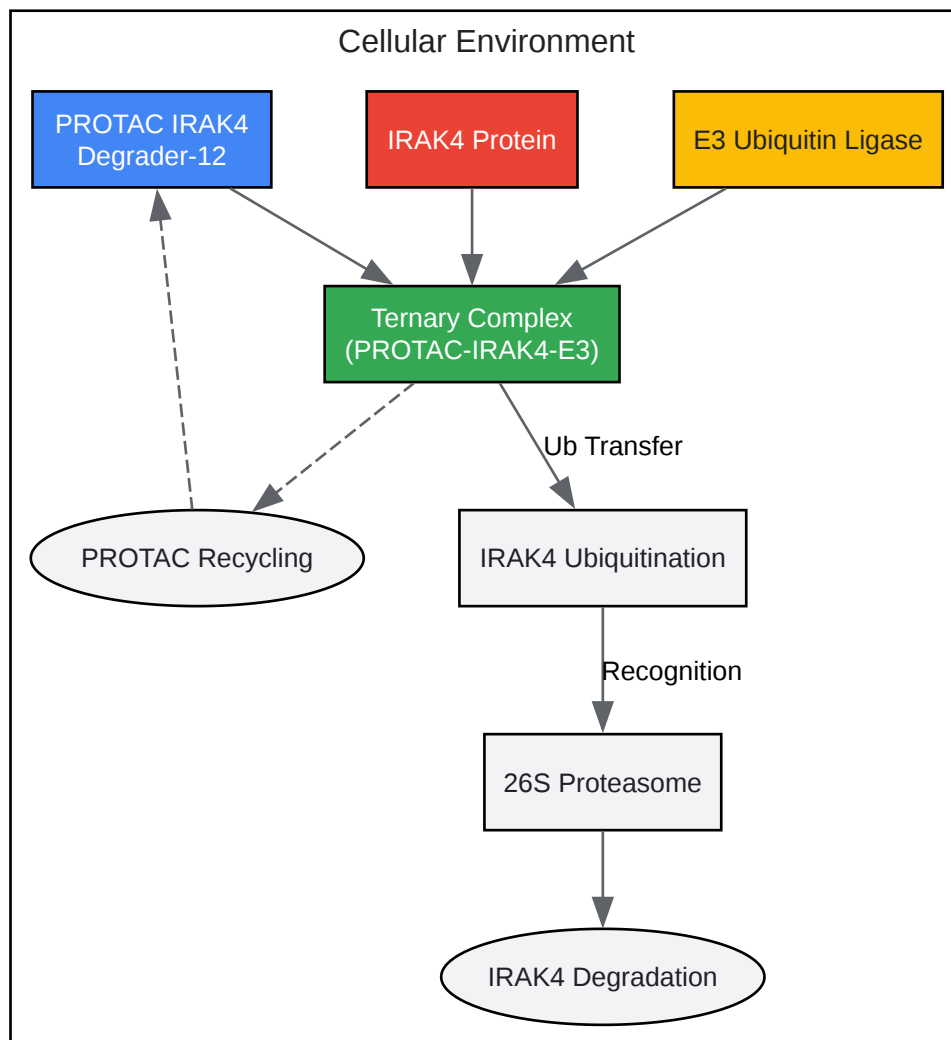 Cellular Environment
PROTAC IRAK4
Degrader-12
IRAK4 Protein
E3 Ubiquitin Ligase
Ternary Complex
(PROTAC-IRAK4-E3)
Ub Transfer
PROTAC Recycling
IRAK4 Ubiquitination
Recognition
26S Proteasome
IRAK4 Degradation